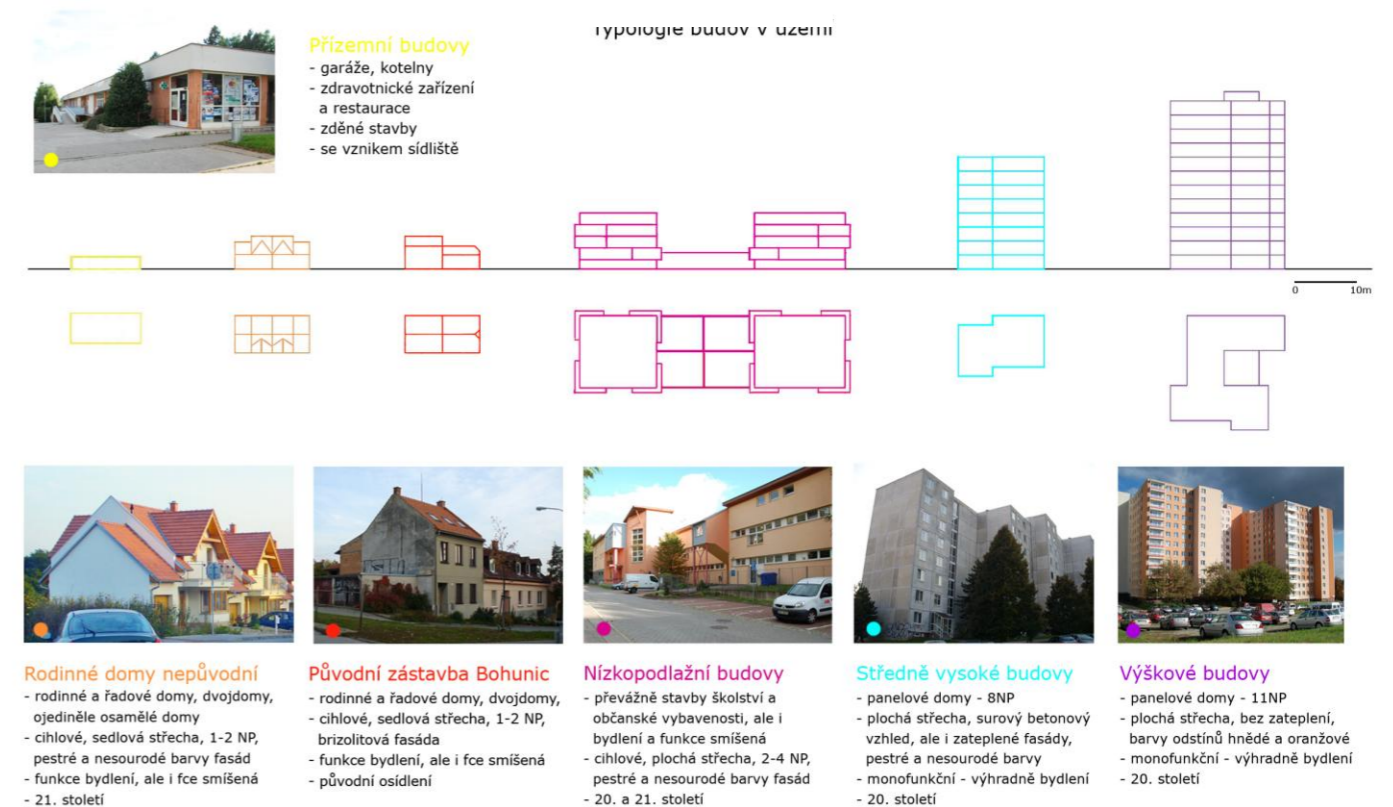 Typologie budov v území
Přízemní budovy
- garáže, kotelny
- zdravotnické zařízení
a restaurace
- zděné stavby
- se vznikem sídliště
0 10m
Rodinné domy nepůvodní
- rodinné a řadové domy, dvojdomy,
ojediněle osamělé domy
- cihlové, sedlová střecha, 1-2 NP,
pestré a nesourodé barvy fasád
- funkce bydlení, ale i fce smíšená
- 21. století
Původní zástavba Bohunic
- rodinné a řadové domy, dvojdomy,
- cihlové, sedlová střecha, 1-2 NP,
brizolitová fasáda
- funkce bydlení, ale i fce smíšená
- původní osídlení
Nízkopodlažní budovy
- převážně stavby školství a
občanské vybavenosti, ale i
bydlení a funkce smíšená
- cihlové, plochá střecha, 2-4 NP,
pestré a nesourodé barvy fasád
- 20. a 21. století
Středně vysoké budovy
- panelové domy - 8NP
- plochá střecha, surový betonový
vzhled, ale i zateplené fasády,
pestré a nesourodé barvy
- monofunkční - výhradně bydlení
- 20. století
Výškové budovy
- panelové domy - 11NP
- plochá střecha, bez zateplení,
barvy odstínů hnědé a oranžové
- monofunkční - výhradně bydlení
- 20. století